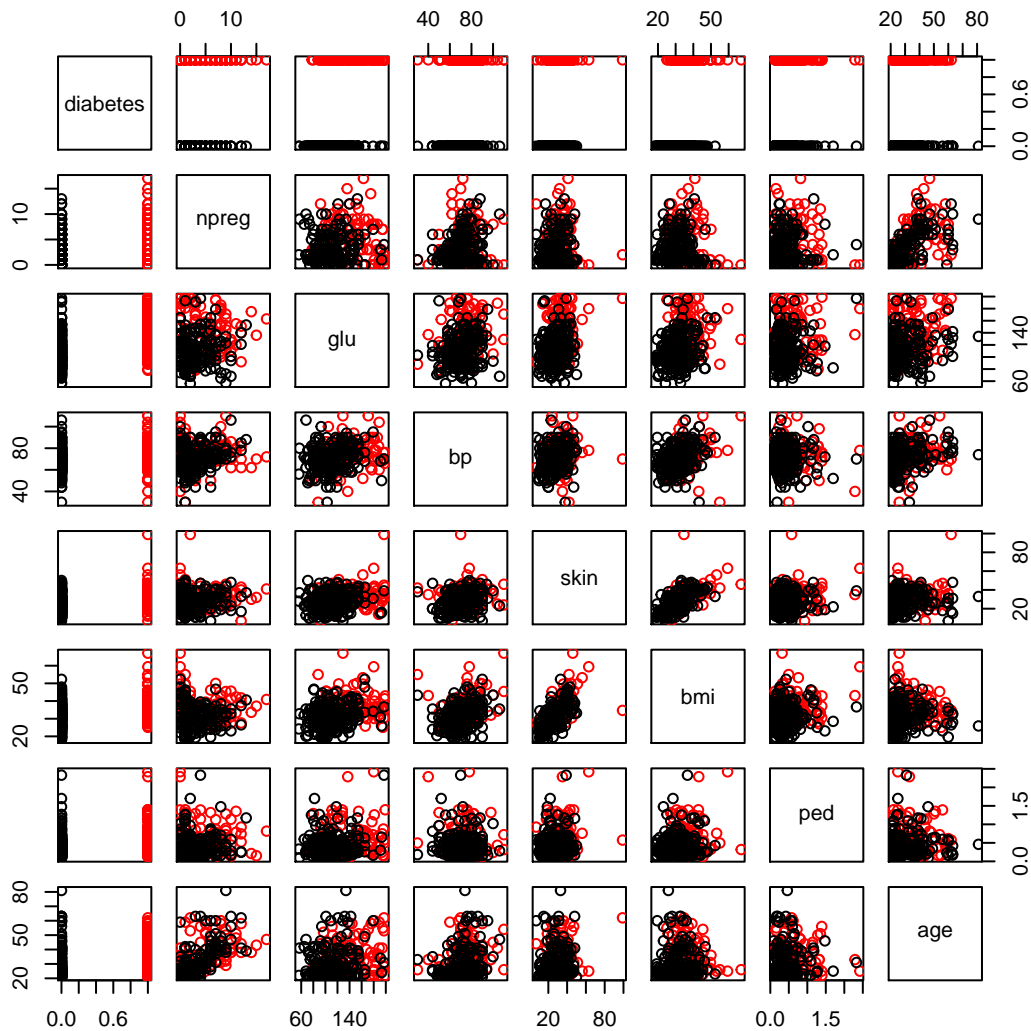 0 10 40 80 20 50 20 50 80
diabetes 0.0 0.6
0 10 npreg
glu 60 140
40 80 bp
skin 20 80
20 50 bmi
ped 0.0 1.5
20 50 80 age
0.0 0.6 60 140 20 80 0.0 1.5